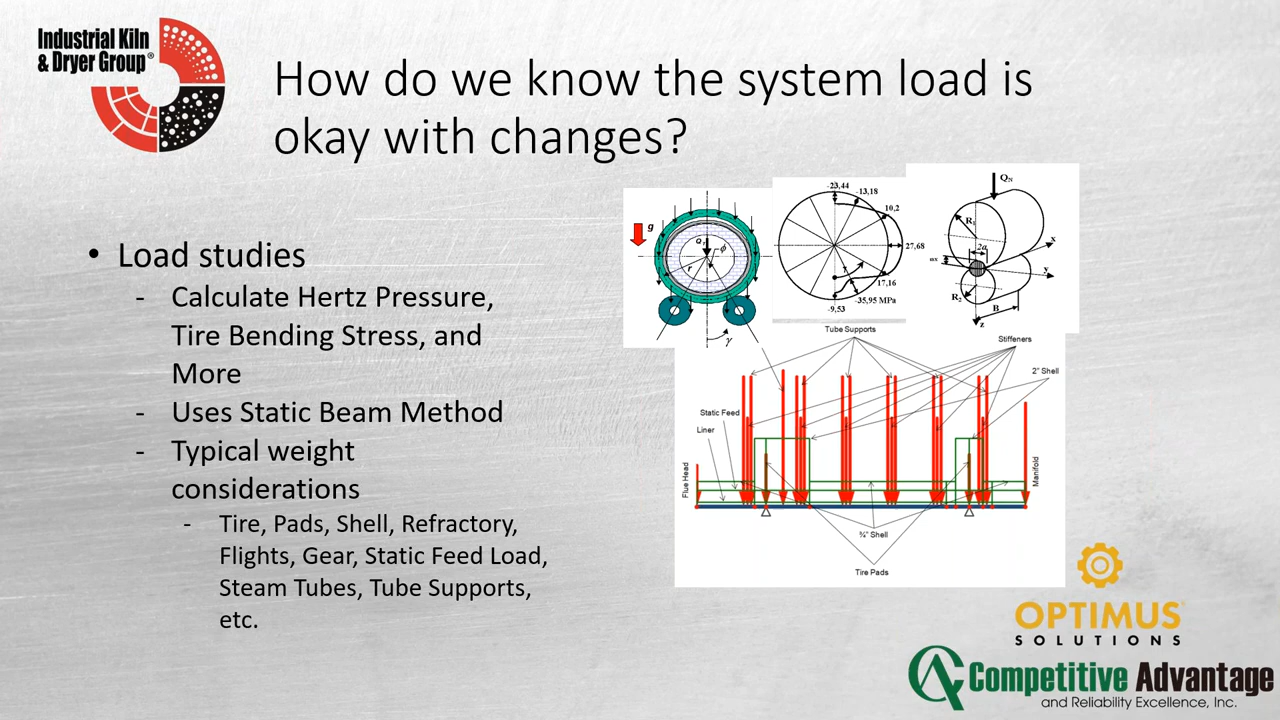 Industrial Kiln
& Dryer Group®
How do we know the system load is
okay with changes?
• Load studies
- Calculate Hertz Pressure,
Tire Bending Stress, and
More
- Uses Static Beam Method
- Typical weight
considerations
- Tire, Pads, Shell, Refractory,
Flights, Gear, Static Feed Load,
Steam Tubes, Tube Supports,
etc.
g
r
ϕ
γ
-23,44
-13,18
10,2
27,68
17,16
-35,95 MPa
-9,53
Q_N
x
2a
y
B
z
Tube Supports
Stiffeners
2" Shell
Static Feed
Liner
Flue Head
Manifold
¾" Shell
Tire Pads
OPTIMUS
SOLUTIONS
Competitive Advantage
and Reliability Excellence, Inc.